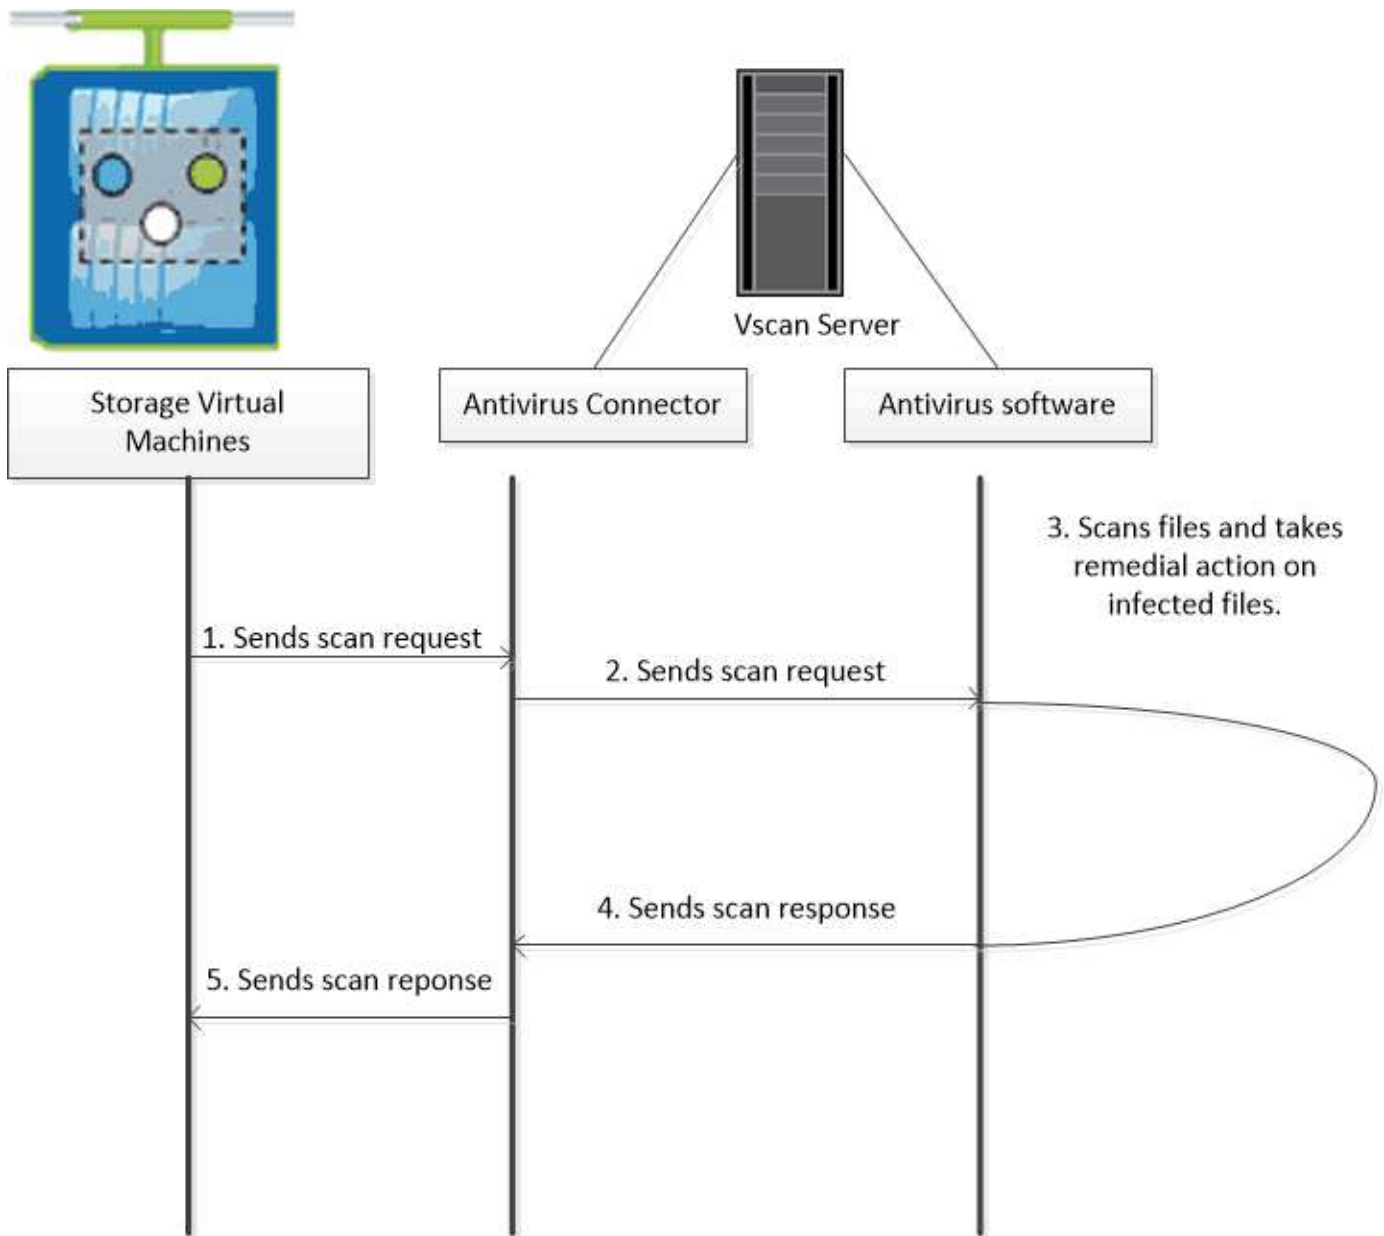 Vscan Server
Storage Virtual
Machines
Antivirus Connector
Antivirus software
3. Scans files and takes
remedial action on
infected files.
1. Sends scan request
2. Sends scan request
4. Sends scan response
5. Sends scan reponse